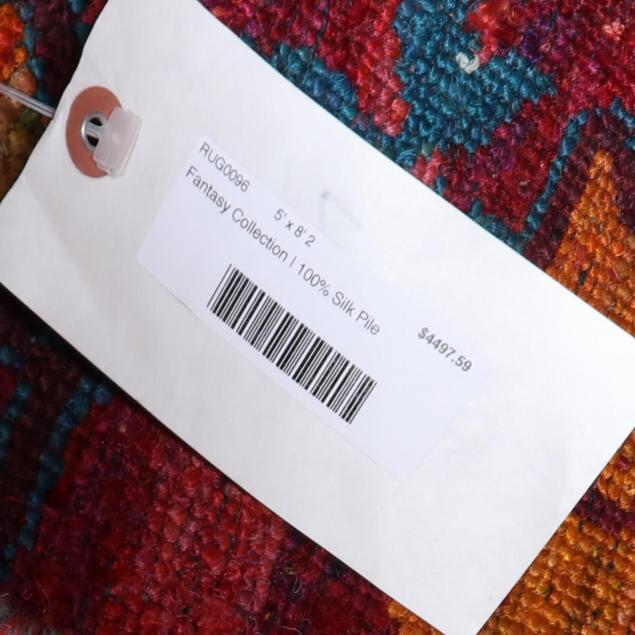 RUG0096
5' x 8' 2
Fantasy Collection | 100% Silk Pile
$4497.59